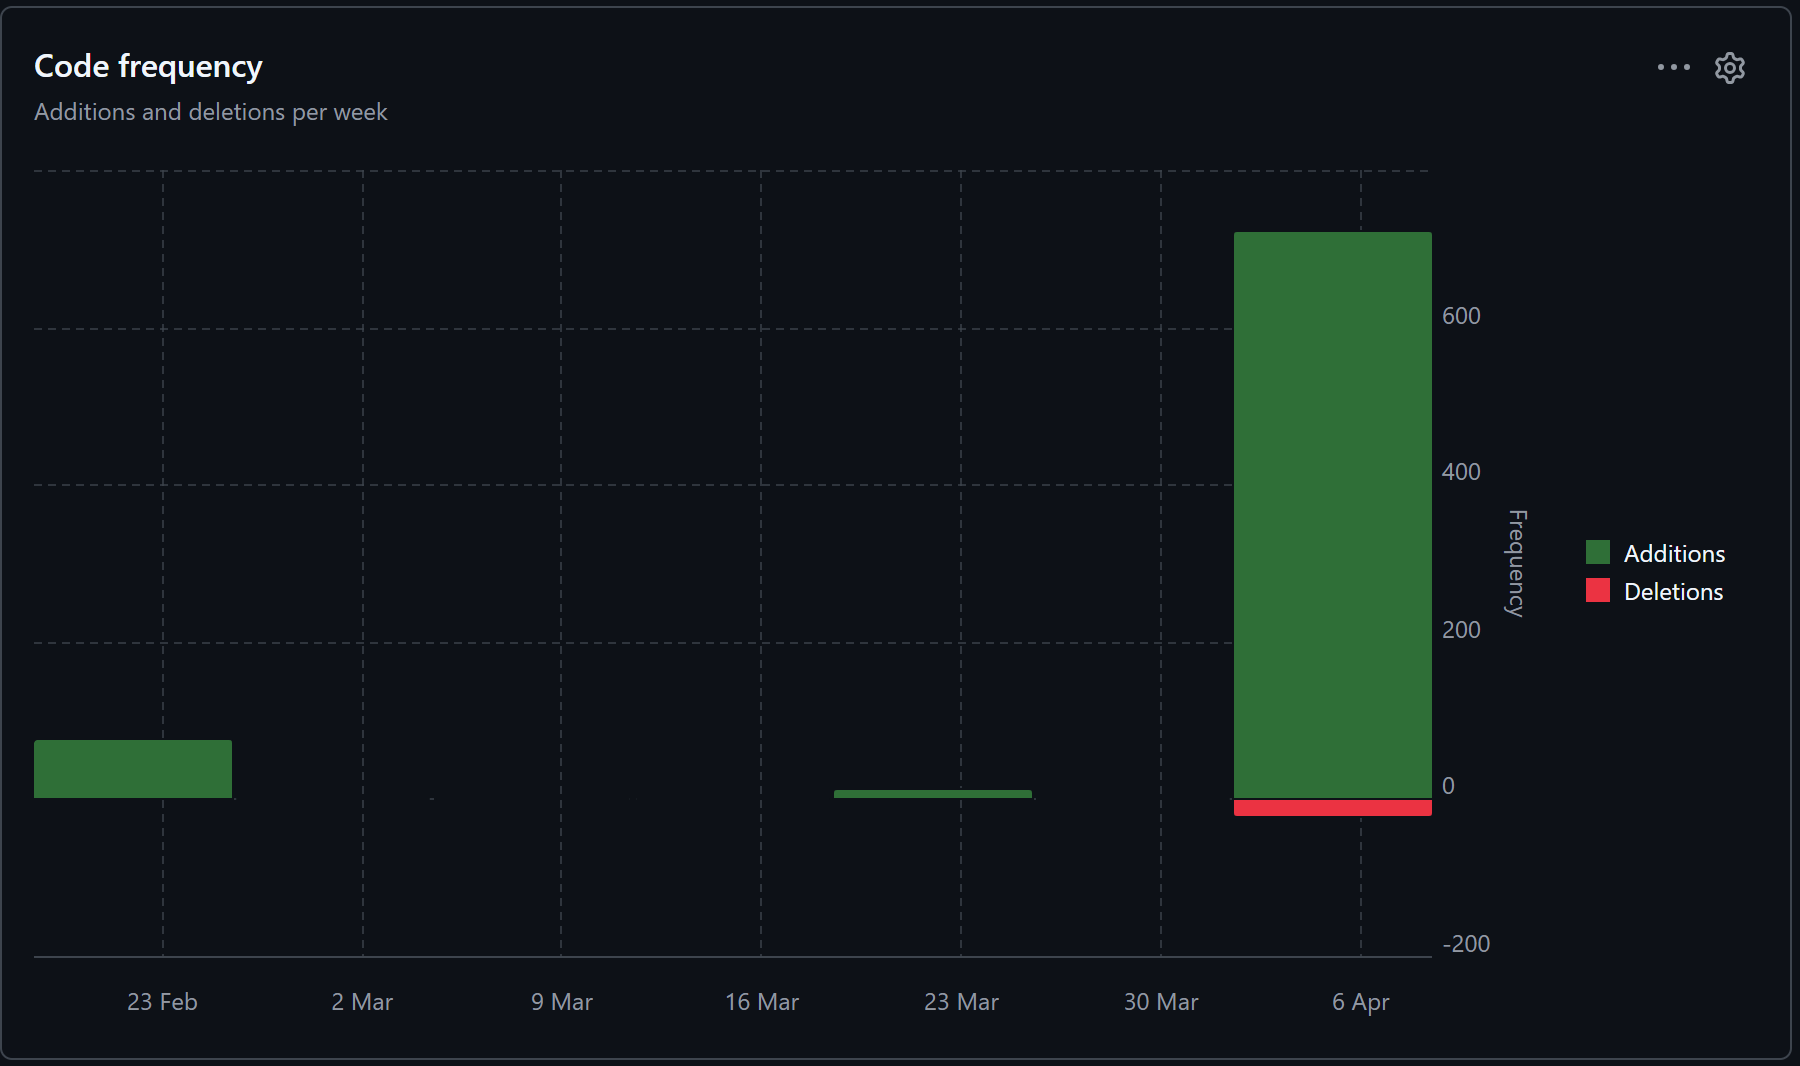 Code frequency
Additions and deletions per week
600
400
200
0
-200
Frequency
Additions
Deletions
23 Feb
2 Mar
9 Mar
16 Mar
23 Mar
30 Mar
6 Apr